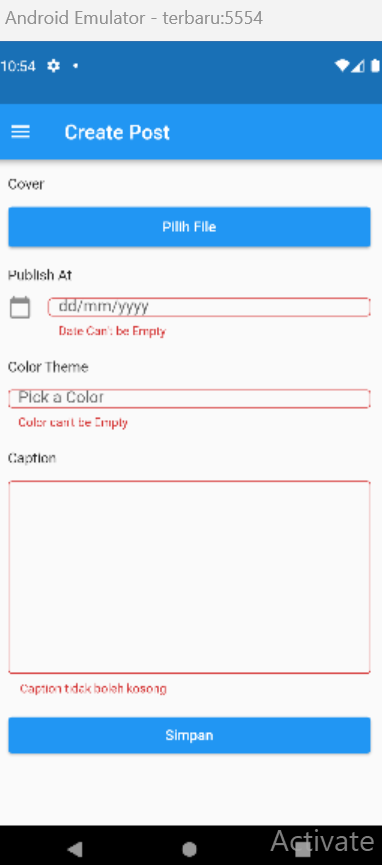 Android Emulator - terbaru:5554
10:54
Create Post
Cover
Pilih File
Publish At
dd/mm/yyyy
Date Can't be Empty
Color Theme
Pick a Color
Color can't be Empty
Caption
Caption tidak boleh kosong
Simpan
Activate